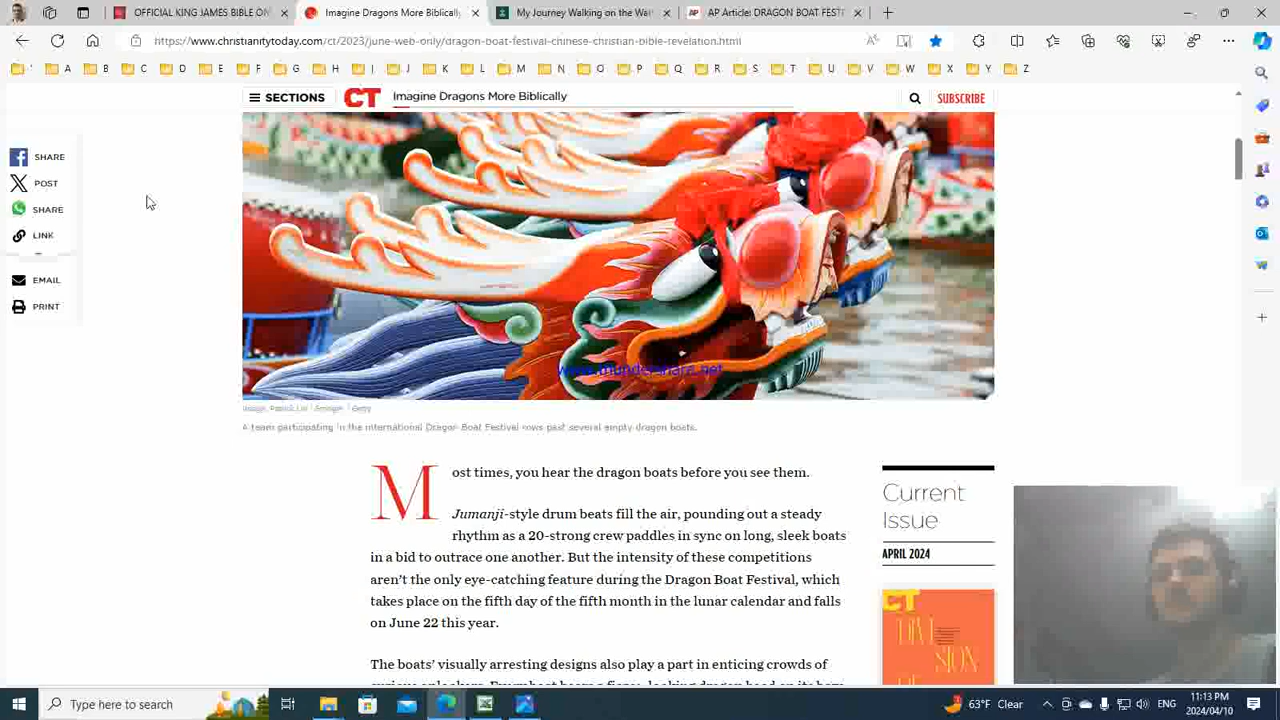 OFFICIAL KING JAMES BIBLE ON
Imagine Dragons More Biblically
My Journey Walking on the Wa
AP Articles DRAGON BOAT FESTE
https://www.christianitytoday.com/ct/2023/june-web-only/dragon-boat-festival-chinese-christian-bible-revelation.html
A B C D E F G H I J K L M N O P Q R S T U V W X Y Z
SECTIONS CT Imagine Dragons More Biblically SUBSCRIBE
SHARE
POST
SHARE
LINK
EMAIL
PRINT
www.thundershare.net
A team participating in the international Dragon Boat Festival rows past several empty dragon boats.
Most times, you hear the dragon boats before you see them.
Jumanji-style drum beats fill the air, pounding out a steady
rhythm as a 20-strong crew paddles in sync on long, sleek boats
in a bid to outrace one another. But the intensity of these competitions
aren't the only eye-catching feature during the Dragon Boat Festival, which
takes place on the fifth day of the fifth month in the lunar calendar and falls
on June 22 this year.
The boats' visually arresting designs also play a part in enticing crowds of
Current
Issue
APRIL 2024
CT
Type here to search
63°F Clear
ENG
11:13 PM
2024/04/10